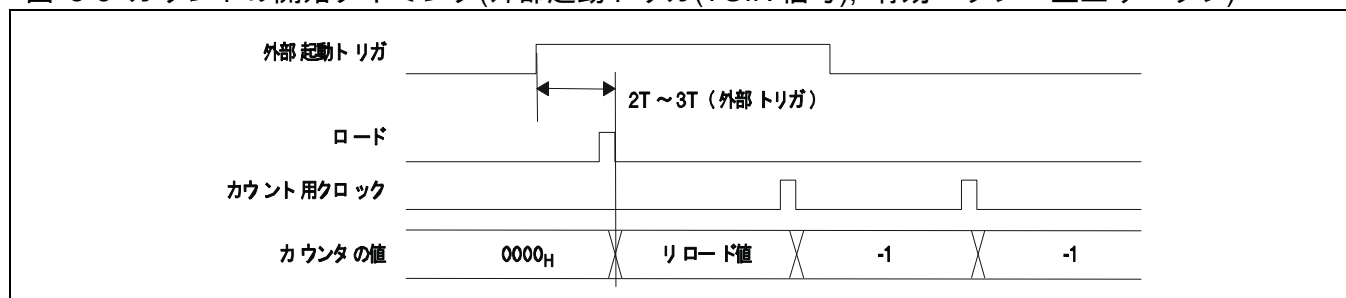 外部起動トリガ
2T ~3T (外部トリガ)
ロード
カウント用クロック
カウンタの値 0000H リロード値 -1 -1